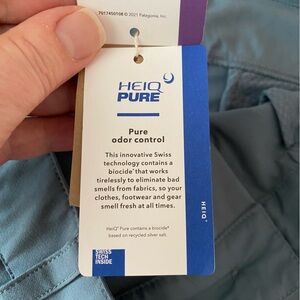 7017450106 © 2021 Patagonia, Inc.
HEIQ
PURE
Pure
odor control
This innovative Swiss
technology contains a
biocide* that works
tirelessly to eliminate bad
smells from fabrics, so your
clothes, footwear and gear
smell fresh at all times.
HeiQ® Pure contains a biocide*
based on recycled silver salt.
SWISS
TECH
INSIDE
HEIQ